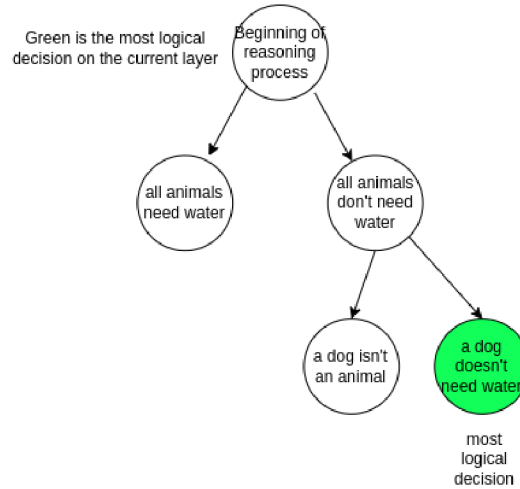 Green is the most logical
decision on the current layer
Beginning of
reasoning
process
all animals
need water
all animals
don't need
water
a dog isn't
an animal
a dog
doesn't
need water
most
logical
decision